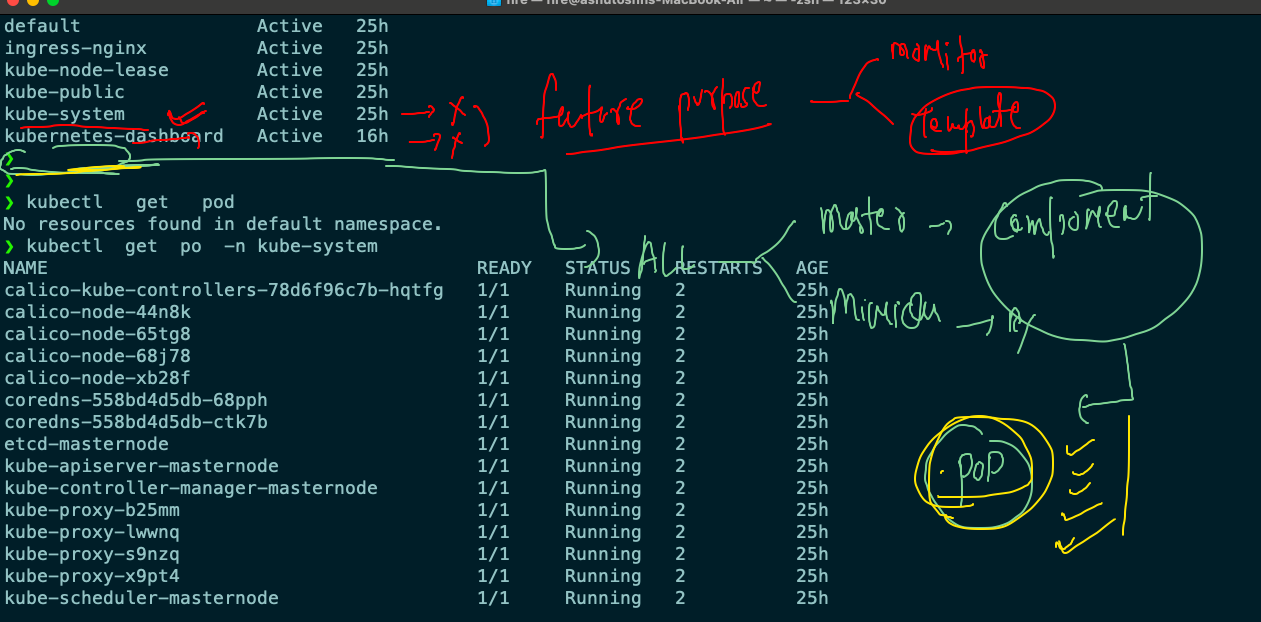 fire — fire@ashutoshhs-MacBook-Air — ~ — -zsh — 123×30
default Active 25h
ingress-nginx Active 25h
kube-node-lease Active 25h
kube-public Active 25h
kube-system Active 25h
kubernetes-dashboard Active 16h
x
x
feature purpose
monitor
template
❯
❯
❯ kubectl get pod
No resources found in default namespace.
❯ kubectl get po -n kube-system
ALL
master
component
NAME READY STATUS RESTARTS AGE
calico-kube-controllers-78d6f96c7b-hqtfg 1/1 Running 2 25h
calico-node-44n8k 1/1 Running 2 25h
calico-node-65tg8 1/1 Running 2 25h
calico-node-68j78 1/1 Running 2 25h
calico-node-xb28f 1/1 Running 2 25h
coredns-558bd4d5db-68pph 1/1 Running 2 25h
coredns-558bd4d5db-ctk7b 1/1 Running 2 25h
etcd-masternode 1/1 Running 2 25h
kube-apiserver-masternode 1/1 Running 2 25h
kube-controller-manager-masternode 1/1 Running 2 25h
kube-proxy-b25mm 1/1 Running 2 25h
kube-proxy-lwwnq 1/1 Running 2 25h
kube-proxy-s9nzq 1/1 Running 2 25h
kube-proxy-x9pt4 1/1 Running 2 25h
kube-scheduler-masternode 1/1 Running 2 25h
POD